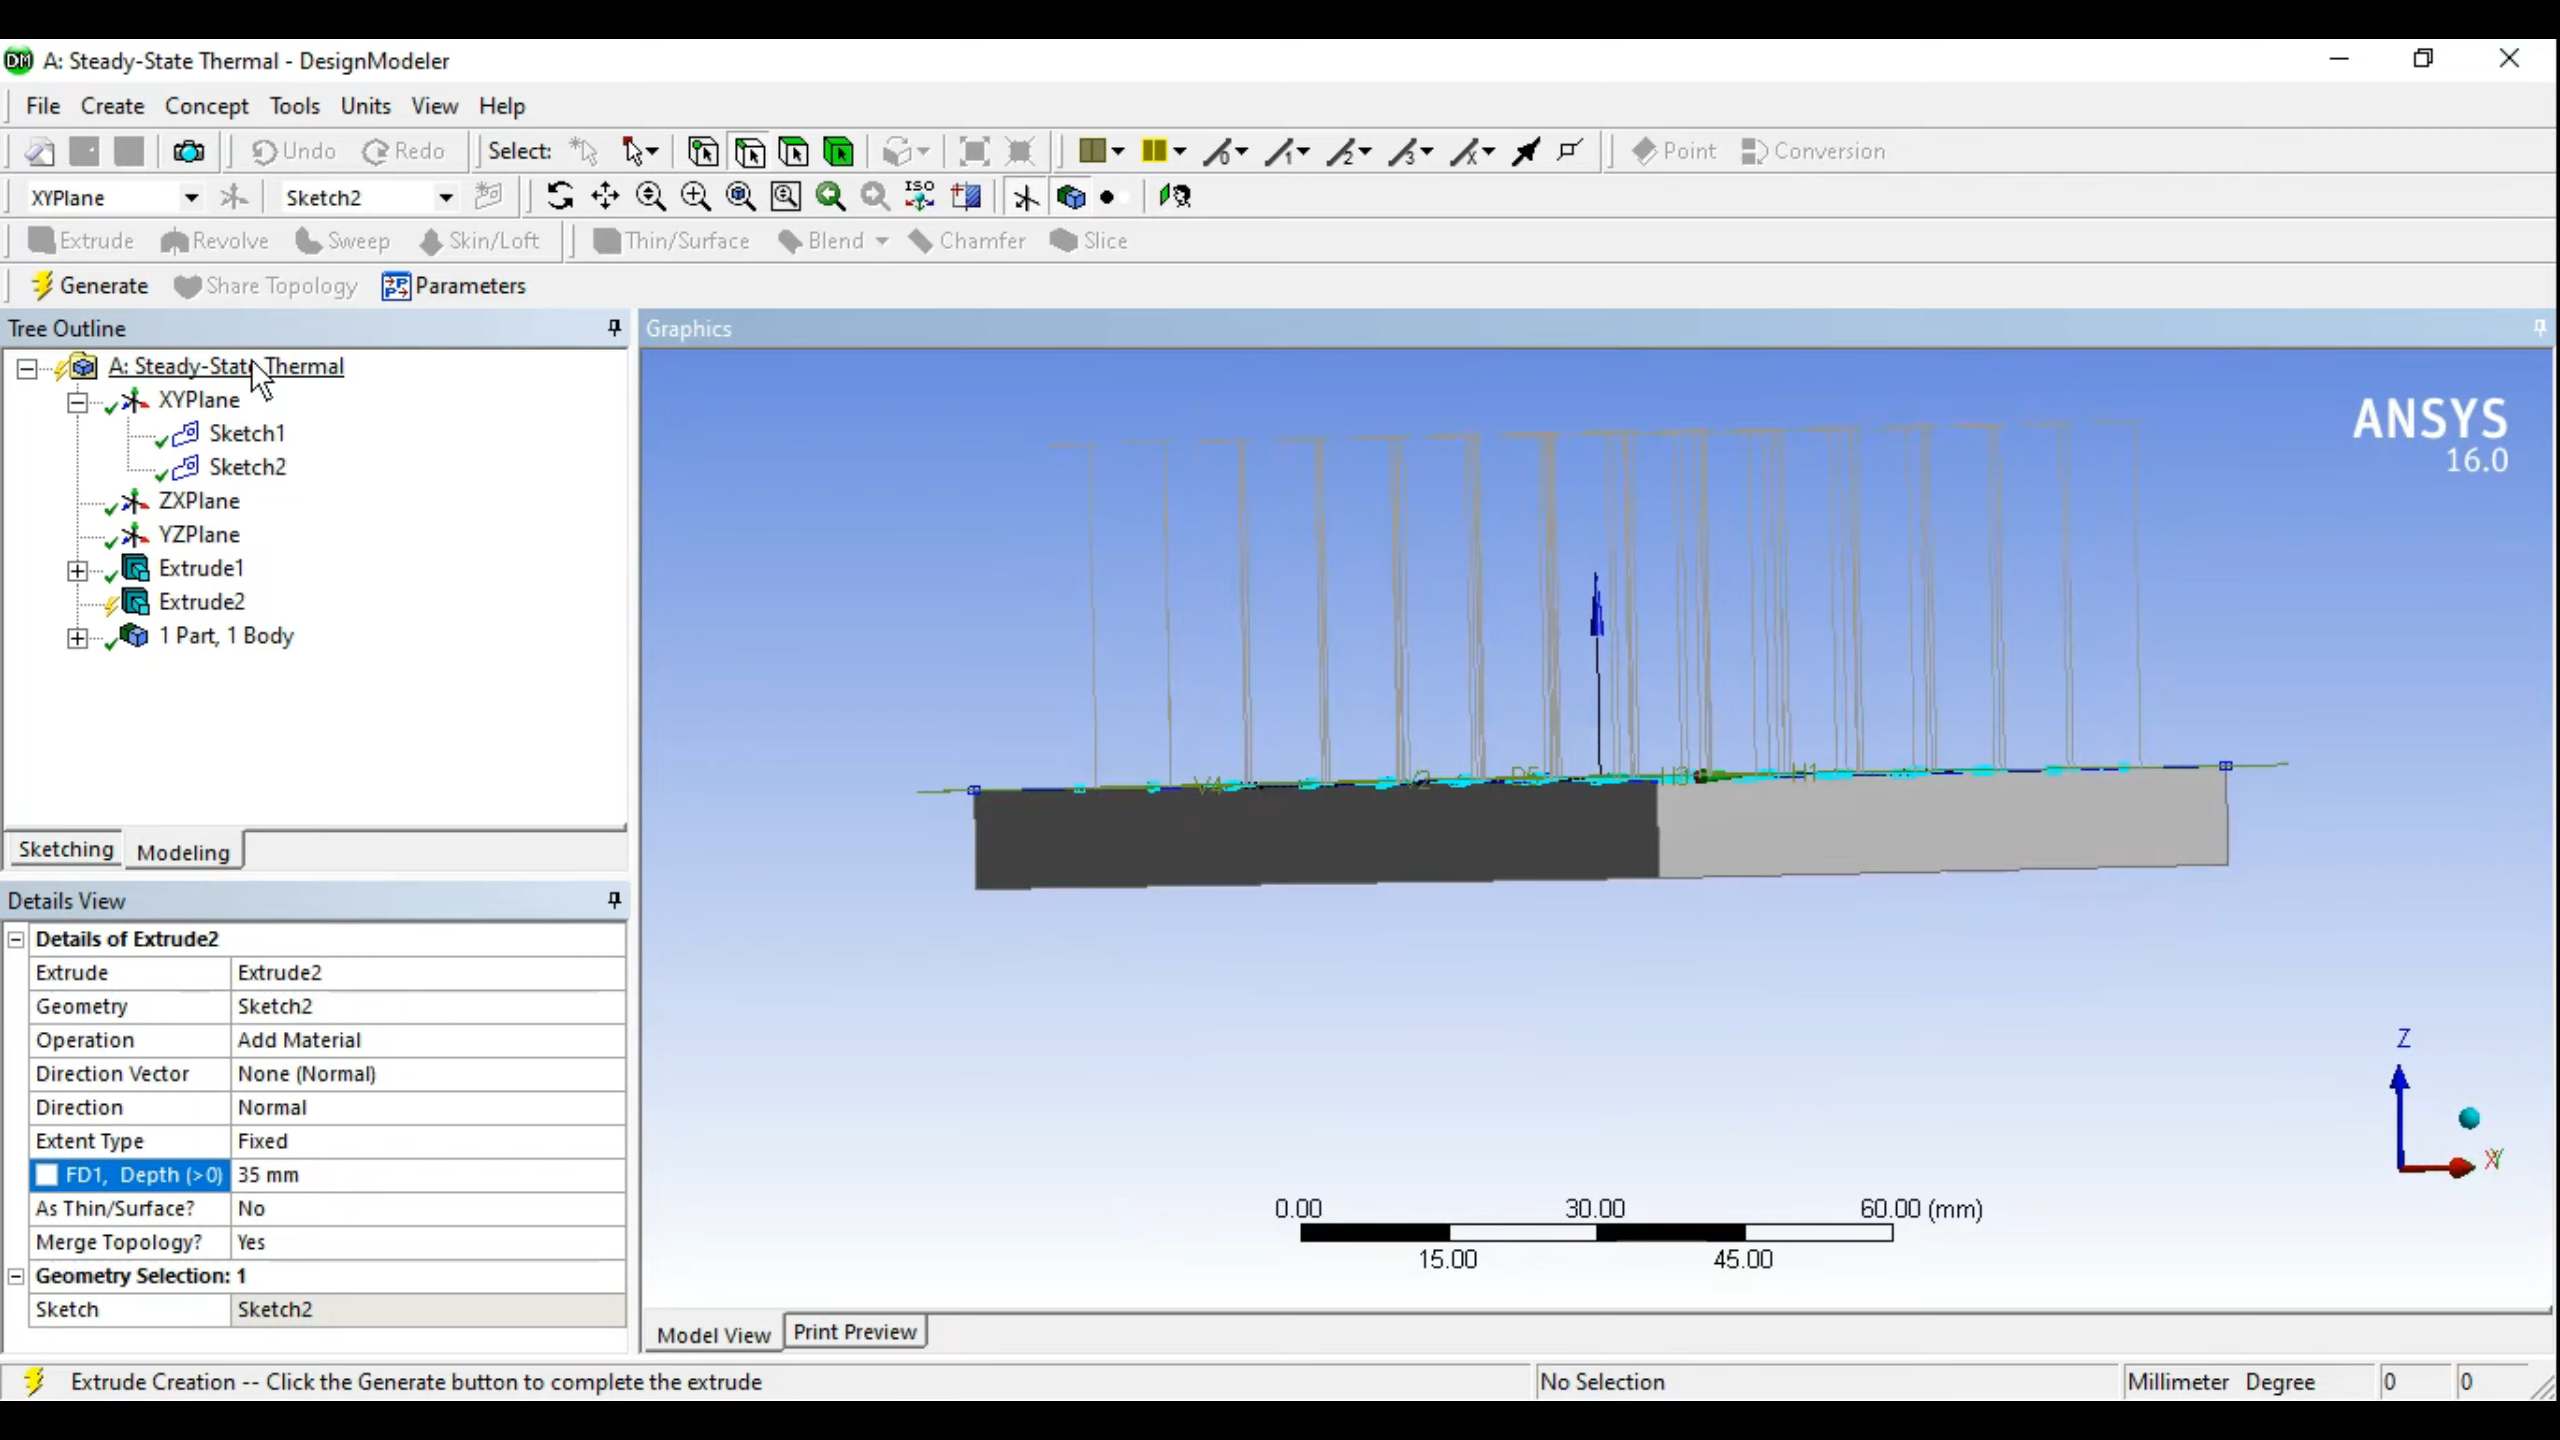 A: Steady-State Thermal - DesignModeler
File Create Concept Tools Units View Help
Undo Redo Select: Point Conversion
XYPlane Sketch2 ISO
Extrude Revolve Sweep Skin/Loft Thin/Surface Blend Chamfer Slice
Generate Share Topology Parameters
Tree Outline
A: Steady-State Thermal
XYPlane
Sketch1
Sketch2
ZXPlane
YZPlane
Extrude1
Extrude2
1 Part, 1 Body
Sketching Modeling
Details View
Details of Extrude2
Extrude Extrude2
Geometry Sketch2
Operation Add Material
Direction Vector None (Normal)
Direction Normal
Extent Type Fixed
FD1, Depth (>0) 35 mm
As Thin/Surface? No
Merge Topology? Yes
Geometry Selection: 1
Sketch Sketch2
Graphics
ANSYS
16.0
V4 V2 H3 H1
Z
X
0.00 30.00 60.00 (mm)
15.00 45.00
Model View Print Preview
Extrude Creation -- Click the Generate button to complete the extrude No Selection Millimeter Degree 0 0